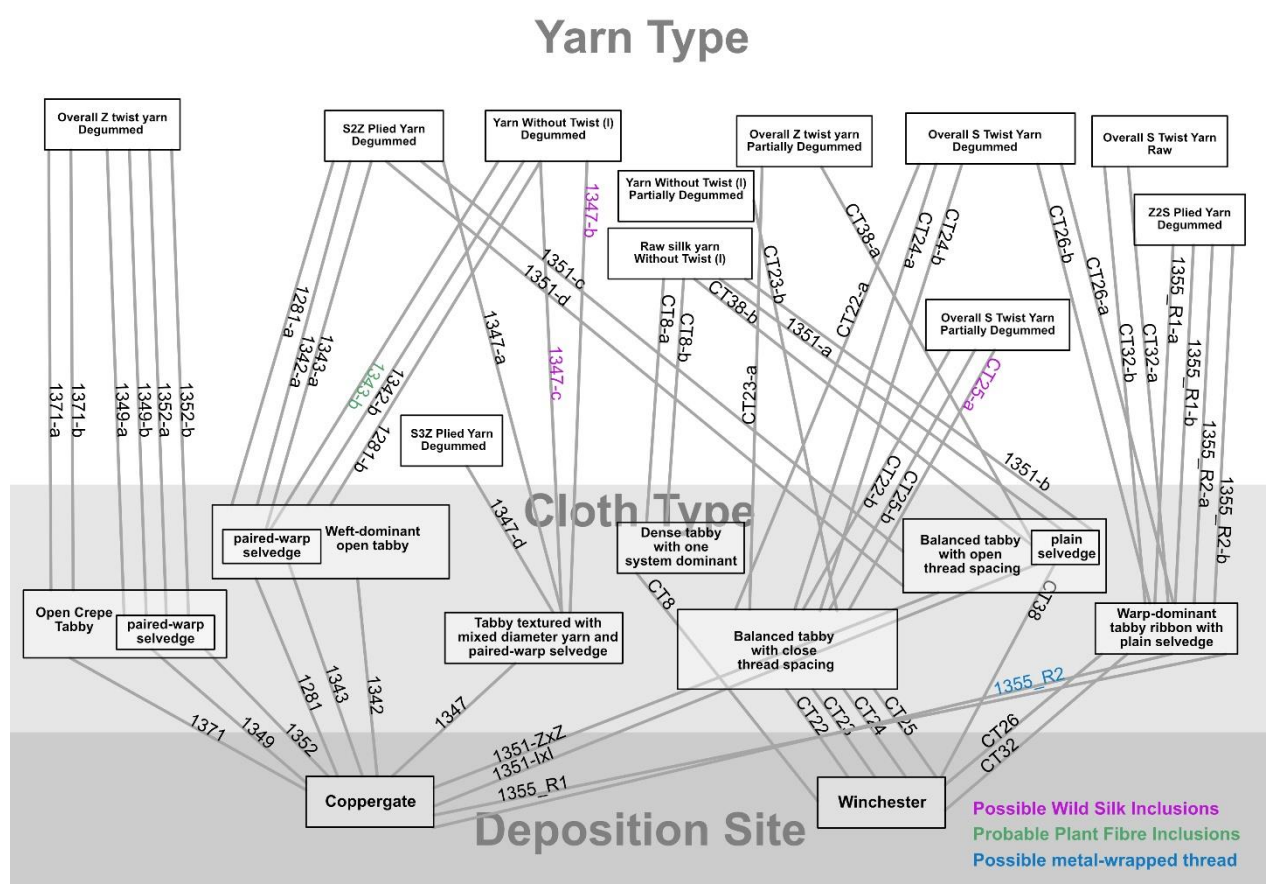 Yarn Type
Overall Z twist yarn
Degummed
S2Z Plied Yarn
Degummed
Yarn Without Twist (I)
Degummed
Overall Z twist yarn
Partially Degummed
Overall S Twist Yarn
Degummed
Overall S Twist Yarn
Raw
Yarn Without Twist (I)
Partially Degummed
Z2S Plied Yarn
Degummed
Raw sillk yarn
Without Twist (I)
Overall S Twist Yarn
Partially Degummed
S3Z Plied Yarn
Degummed
1371-a
1371-b
1349-a
1349-b
1352-a
1352-b
1281-a
1342-a
1343-a
1343-b
1342-b
1281-b
1347-a
1347-b
1347-c
1347-d
1351-c
1351-d
CT8-a
CT8-b
CT38-b
1351-a
CT23-a
CT23-b
CT38-a
CT22-a
CT24-a
CT24-b
CT22-b
CT25-b
CT25-a
1351-b
CT26-b
CT26-a
CT32-b
CT32-a
1355_R1-a
1355_R1-b
1355_R2-a
1355_R2-b
Cloth Type
paired-warp
selvedge
Weft-dominant
open tabby
Dense tabby
with one
system dominant
Balanced tabby
with open
thread spacing
plain
selvedge
Open Crepe
Tabby
paired-warp
selvedge
Tabby textured with
mixed diameter yarn and
paired-warp selvedge
Balanced tabby
with close
thread spacing
Warp-dominant
tabby ribbon with
plain selvedge
1371
1349
1352
1281
1343
1342
1347
1351-ZxZ
1351-IxI
1355_R1
CT8
CT22
CT23
CT24
CT25
CT38
1355_R2
CT26
CT32
Coppergate
Winchester
Deposition Site
Possible Wild Silk Inclusions
Probable Plant Fibre Inclusions
Possible metal-wrapped thread